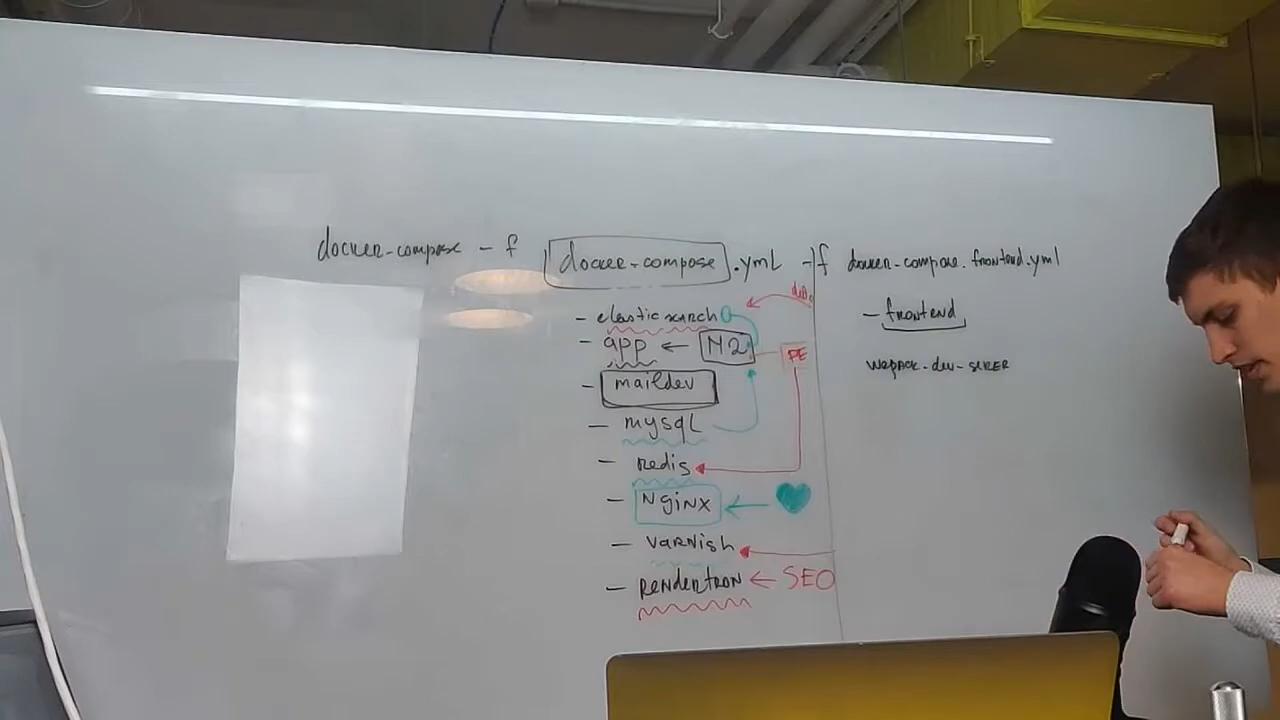 docker-compose - f docker-compose.yml - f docker-compose.frontend.yml
- elasticsearch
- app ← M2
PE
- maildev
- mysql
- redis
- Nginx ←
- varnish
- Rendertron ← SEO
- frontend
webpack-dev-server